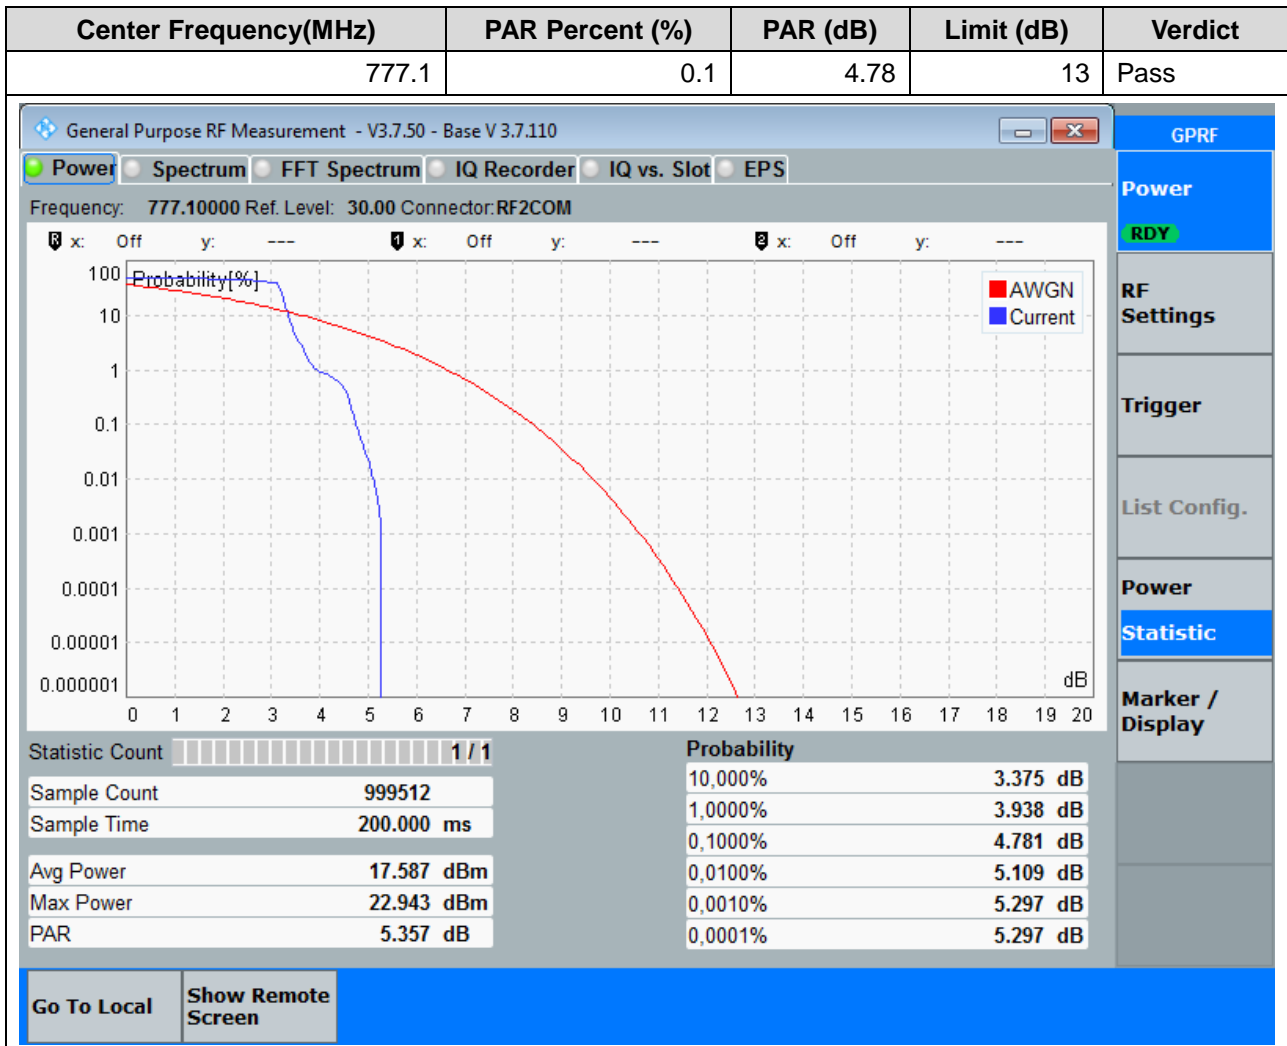 Center Frequency(MHz) PAR Percent (%) PAR (dB) Limit (dB) Verdict
777.1 0.1 4.78 13 Pass
General Purpose RF Measurement - V3.7.50 - Base V 3.7.110
GPRF
Power Spectrum FFT Spectrum IQ Recorder IQ vs. Slot EPS
Power
RDY
Frequency: 777.10000 Ref. Level: 30.00 Connector:RF2COM
R x: Off y: --- 1 x: Off y: --- 2 x: Off y: ---
Probability[%]
AWGN
Current
100
10
1
0.1
0.01
0.001
0.0001
0.00001
0.000001
dB
0 1 2 3 4 5 6 7 8 9 10 11 12 13 14 15 16 17 18 19 20
RF
Settings
Trigger
List Config.
Power
Statistic
Marker /
Display
Statistic Count 1 / 1
Sample Count 999512
Sample Time 200.000 ms
Avg Power 17.587 dBm
Max Power 22.943 dBm
PAR 5.357 dB
Probability
10,000% 3.375 dB
1,0000% 3.938 dB
0,1000% 4.781 dB
0,0100% 5.109 dB
0,0010% 5.297 dB
0,0001% 5.297 dB
Go To Local
Show Remote
Screen